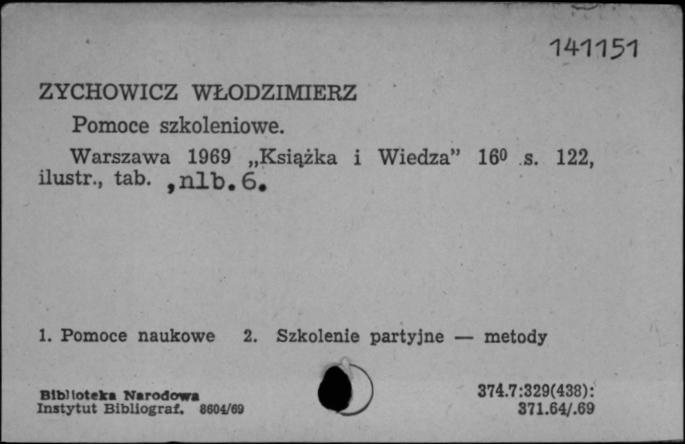 141151
ZYCHOWICZ WŁODZIMIERZ
Pomoce szkoleniowe.
Warszawa 1969 „Książka i Wiedza” 16⁰ s. 122,
ilustr., tab. ,nlb.6.
1. Pomoce naukowe 2. Szkolenie partyjne — metody
Biblioteka Narodowa
Instytut Bibliograf. 8604/69
374.7:329(438):
371.64/.69